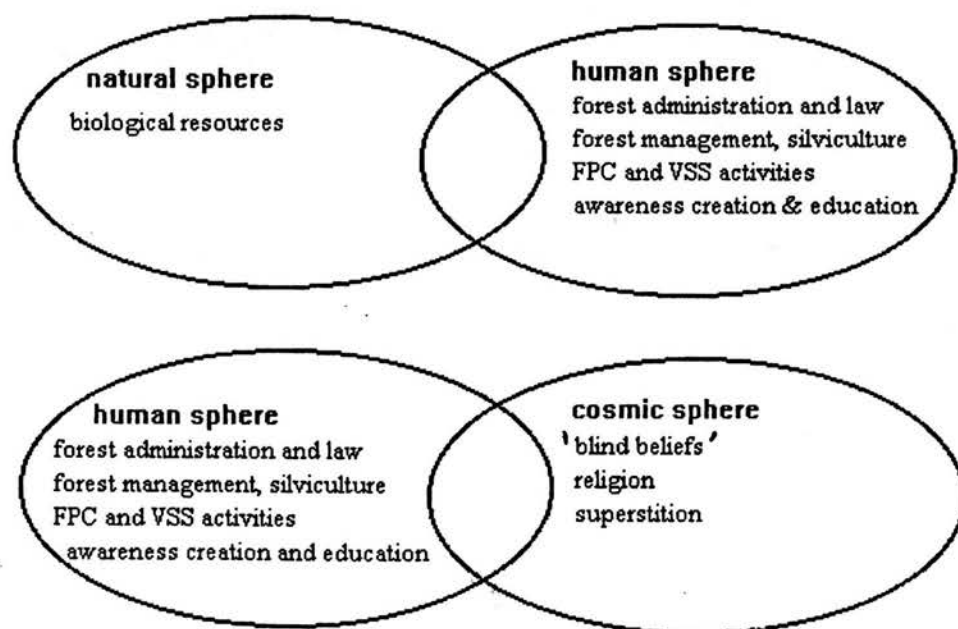 natural sphere
biological resources
human sphere
forest administration and law
forest management, silviculture
FPC and VSS activities
awareness creation & education
human sphere
forest administration and law
forest management, silviculture
FPC and VSS activities
awareness creation and education
cosmic sphere
'blind beliefs'
religion
superstition